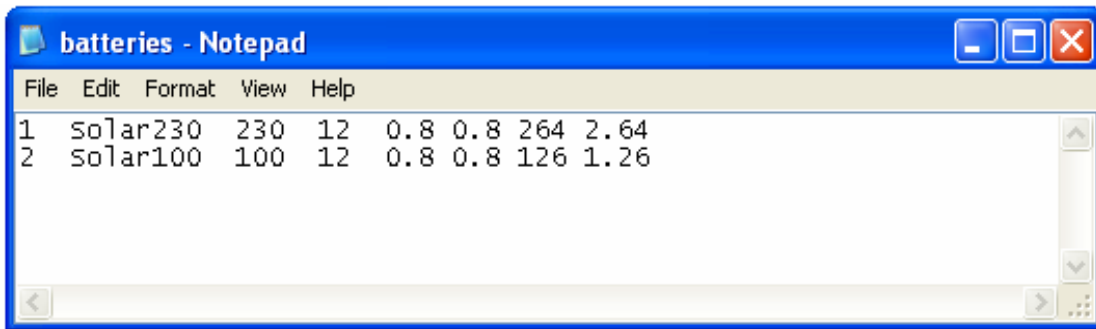 batteries - Notepad
File Edit Format View Help
1 Solar230 230 12 0.8 0.8 264 2.64
2 Solar100 100 12 0.8 0.8 126 1.26